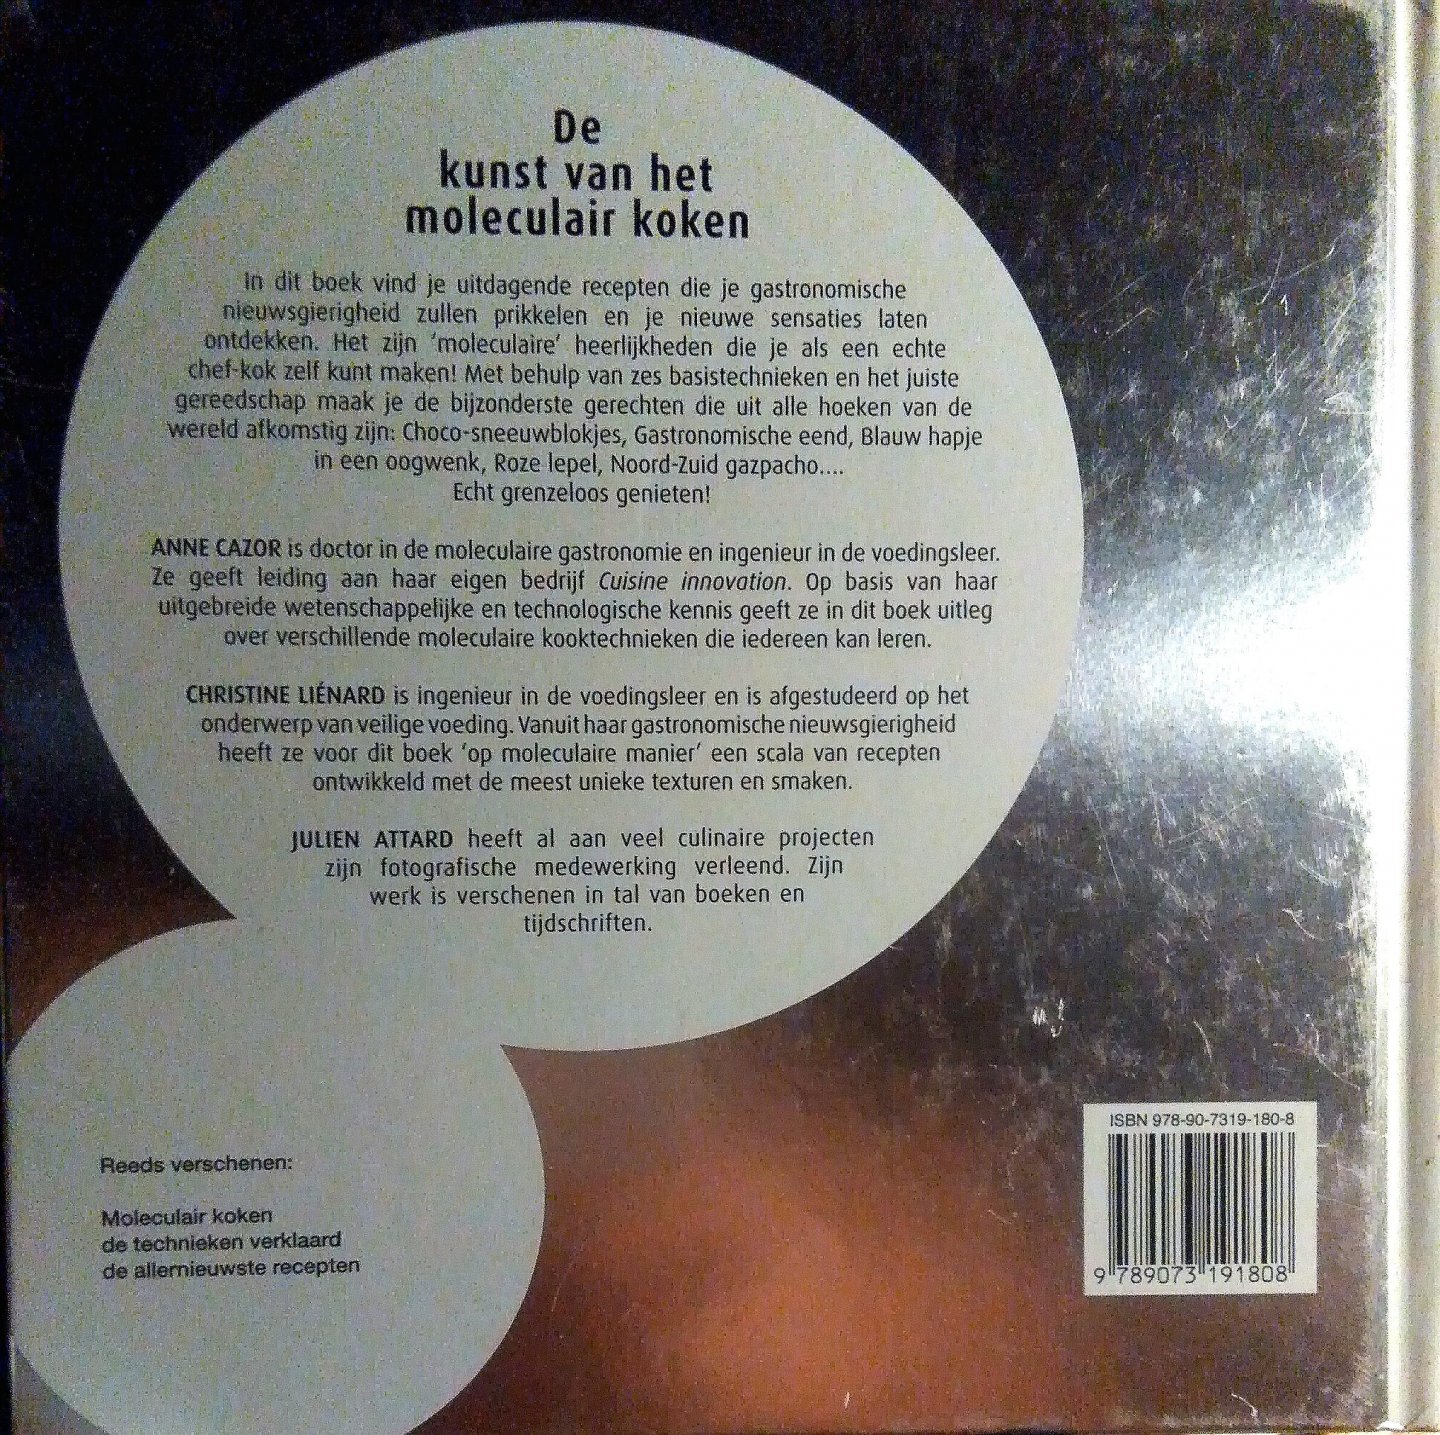 De
kunst van het
moleculair koken
In dit boek vind je uitdagende recepten die je gastronomische
nieuwsgierigheid zullen prikkelen en je nieuwe sensaties laten
ontdekken. Het zijn ‘moleculaire’ heerlijkheden die je als een echte
chef-kok zelf kunt maken! Met behulp van zes basistechnieken en het juiste
gereedschap maak je de bijzonderste gerechten die uit alle hoeken van de
wereld afkomstig zijn: Choco-sneeuwblokjes, Gastronomische eend, Blauw hapje
in een oogwenk, Roze lepel, Noord-Zuid gazpacho....
Echt grenzeloos genieten!
ANNE CAZOR is doctor in de moleculaire gastronomie en ingenieur in de voedingsleer.
Ze geeft leiding aan haar eigen bedrijf Cuisine innovation. Op basis van haar
uitgebreide wetenschappelijke en technologische kennis geeft ze in dit boek uitleg
over verschillende moleculaire kooktechnieken die iedereen kan leren.
CHRISTINE LIÉNARD is ingenieur in de voedingsleer en is afgestudeerd op het
onderwerp van veilige voeding. Vanuit haar gastronomische nieuwsgierigheid
heeft ze voor dit boek ‘op moleculaire manier’ een scala van recepten
ontwikkeld met de meest unieke texturen en smaken.
JULIEN ATTARD heeft al aan veel culinaire projecten
zijn fotografische medewerking verleend. Zijn
werk is verschenen in tal van boeken en
tijdschriften.
Reeds verschenen:
Moleculair koken
de technieken verklaard
de allernieuwste recepten
ISBN 978-90-7319-180-8
9 789073 191808